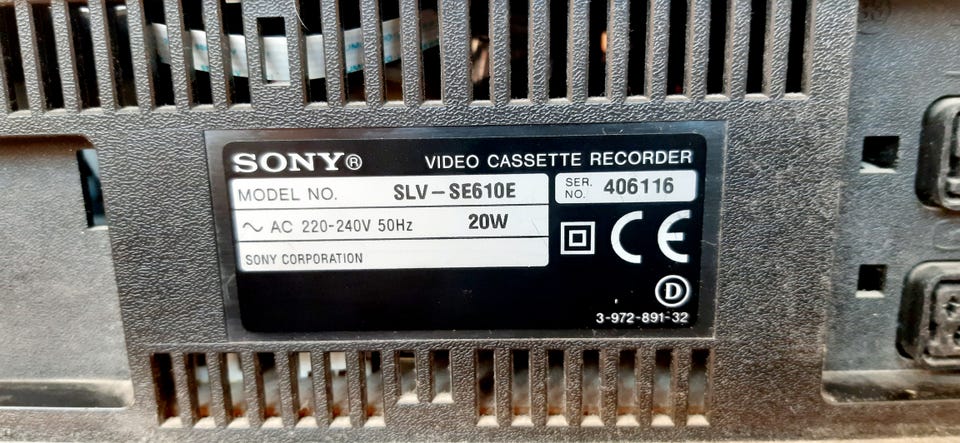 SONY® VIDEO CASSETTE RECORDER
MODEL NO. SLV-SE610E
SER. NO. 406116
~ AC 220-240V 50Hz 20W
SONY CORPORATION
CE
D
3-972-891-32